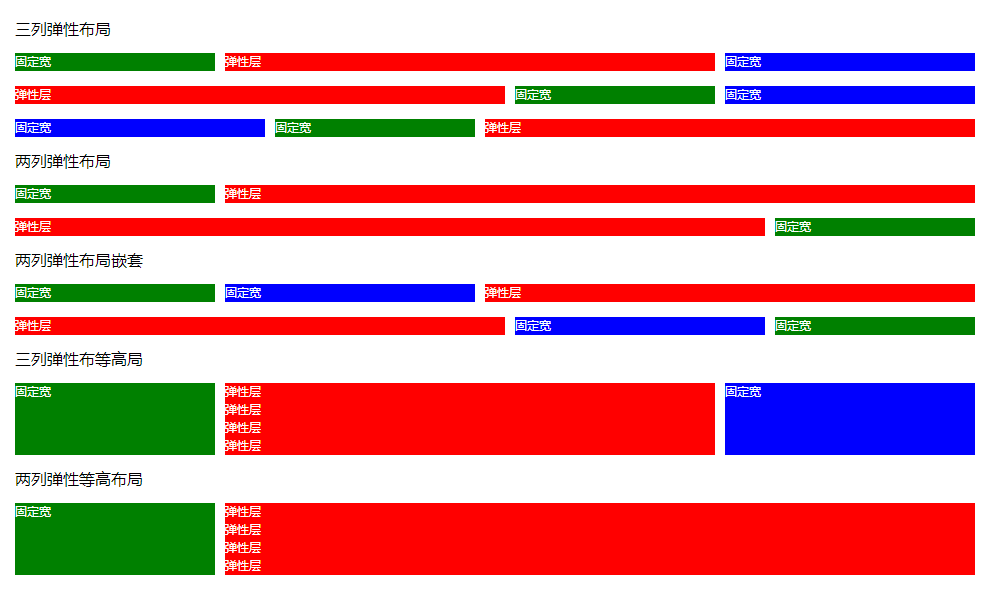 三列弹性布局
固定宽 弹性层 固定宽
弹性层 固定宽 固定宽
固定宽 固定宽 弹性层
两列弹性布局
固定宽 弹性层
弹性层 固定宽
两列弹性布局嵌套
固定宽 固定宽 弹性层
弹性层 固定宽 固定宽
三列弹性布等高局
固定宽 弹性层 固定宽
弹性层
弹性层
弹性层
两列弹性等高布局
固定宽 弹性层
弹性层
弹性层
弹性层